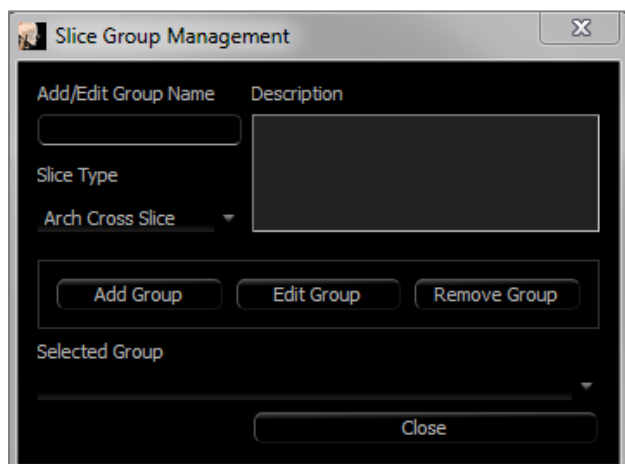 Slice Group Management
Add/Edit Group Name Description
Slice Type
Arch Cross Slice
Add Group Edit Group Remove Group
Selected Group
Close